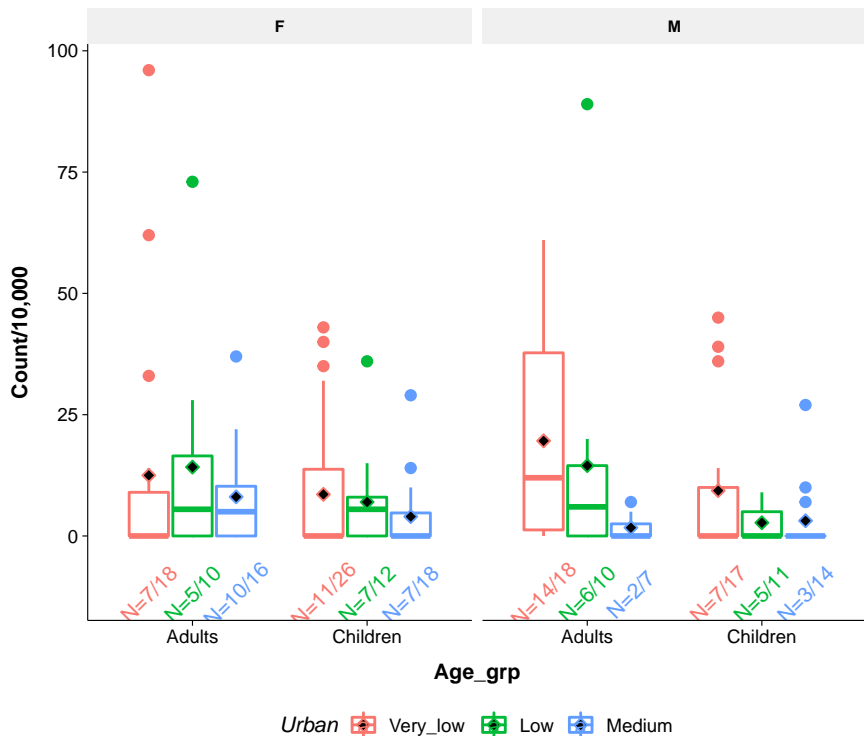 F M
100
75
50
25
0
Count/10,000
N=7/18 N=5/10 N=10/16 N=11/26 N=7/12 N=7/18 N=14/18 N=6/10 N=2/7 N=7/17 N=5/11 N=3/14
Adults Children Adults Children
Age_grp
Urban Very_low Low Medium